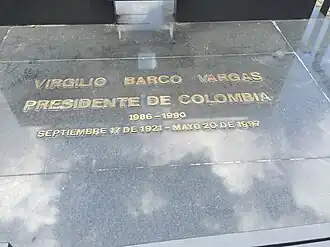 VIRGILIO BARCO VARGAS
PRESIDENTE DE COLOMBIA
1986-1990
SEPTIEMBRE 17 DE 1921 - MAYO 20 DE 1997